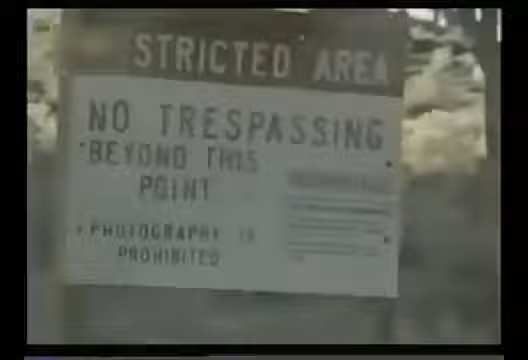 STRICTED AREA
NO TRESPASSING
BEYOND THIS
POINT
PHOTOGRAPHY IS
PROHIBITED